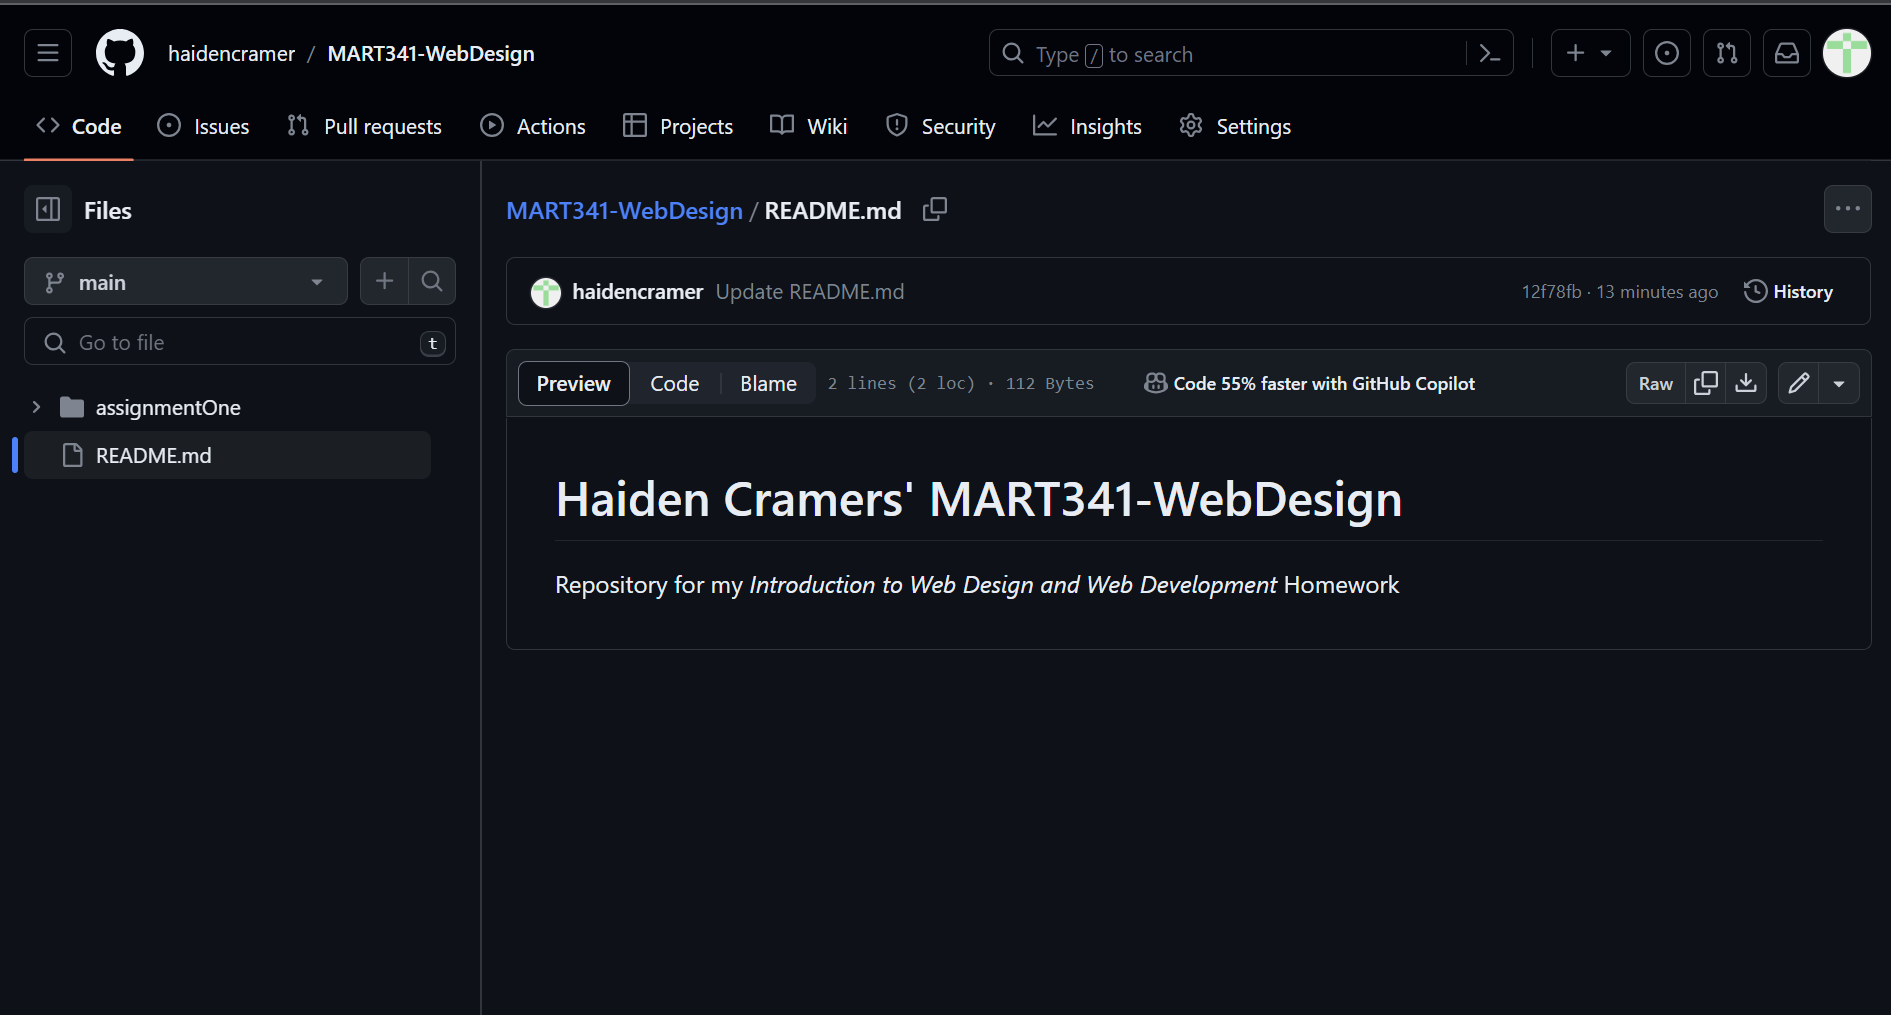 haidencramer / MART341-WebDesign
Type / to search
Code Issues Pull requests Actions Projects Wiki Security Insights Settings
Files
main
Go to file t
assignmentOne
README.md
MART341-WebDesign / README.md
haidencramer Update README.md 12f78fb · 13 minutes ago History
Preview Code Blame 2 lines (2 loc) · 112 Bytes Code 55% faster with GitHub Copilot Raw
Haiden Cramers' MART341-WebDesign
Repository for my Introduction to Web Design and Web Development Homework